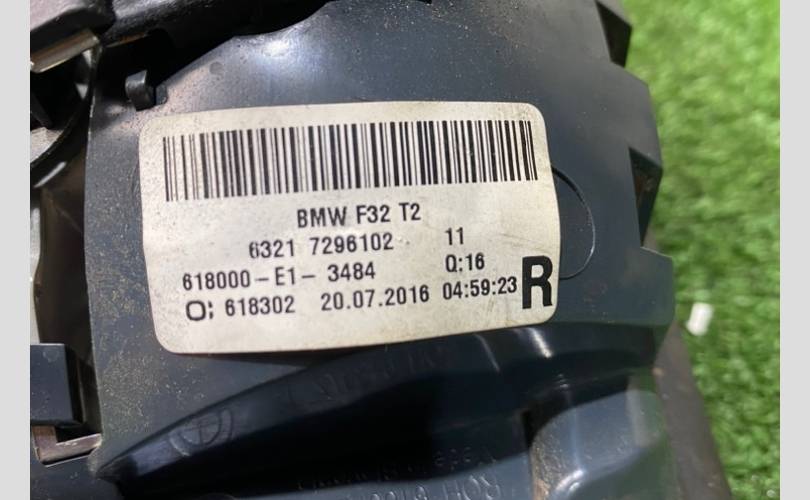 BMW F32 T2
6321 7296102 11
618000-E1- 3484 Q:16
O; 618302 20.07.2016 04:59:23 R